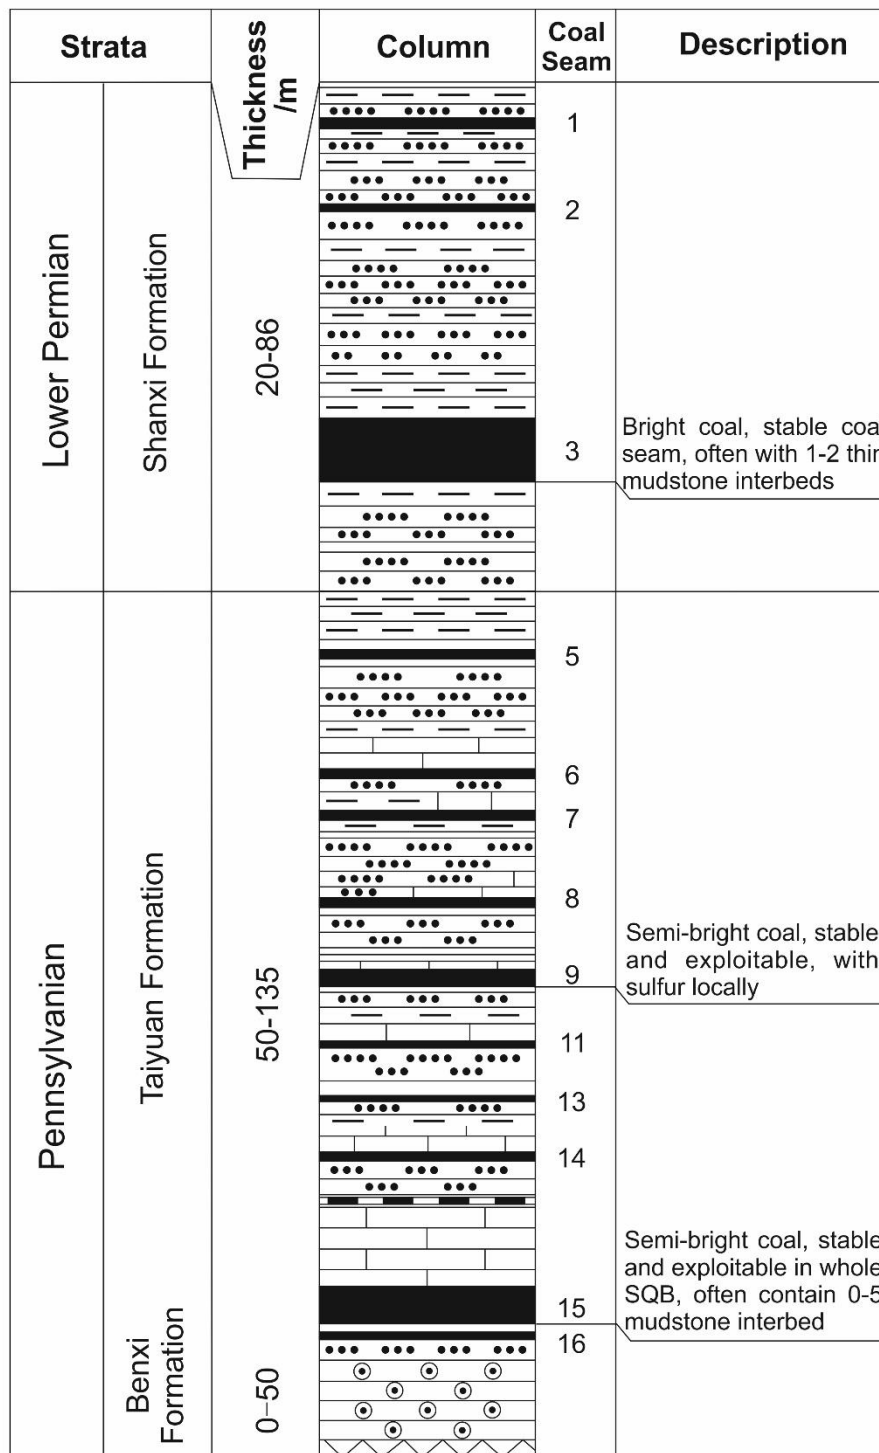 Strata
Thickness
/m
Column
Coal
Seam
Description
Lower Permian
Shanxi Formation
20-86
1
2
3
Bright coal, stable coa
seam, often with 1-2 thin
mudstone interbeds
Pennsylvanian
Taiyuan Formation
50-135
5
6
7
8
9
Semi-bright coal, stable
and exploitable, with
sulfur locally
11
13
14
15
Semi-bright coal, stable
and exploitable in whole
SQB, often contain 0-5
mudstone interbed
16
Benxi
Formation
0–50